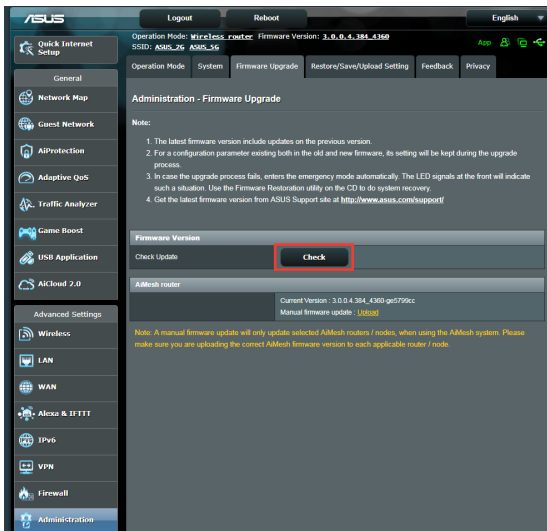 ASUS
Logout
Reboot
English
Quick Internet
Setup
Operation Mode: Wireless router Firmware Version: 3.0.0.4.384_4360
SSID: ASUS_2G ASUS_5G
App
Operation Mode
System
Firmware Upgrade
Restore/Save/Upload Setting
Feedback
Privacy
General
Network Map
Guest Network
AiProtection
Adaptive QoS
Traffic Analyzer
Game Boost
USB Application
AiCloud 2.0
Advanced Settings
Wireless
LAN
WAN
Alexa & IFTTT
IPv6
VPN
Firewall
Administration
Administration - Firmware Upgrade
Note:
1. The latest firmware version include updates on the previous version.
2. For a configuration parameter existing both in the old and new firmware, its setting will be kept during the upgrade
process.
3. In case the upgrade process fails, enters the emergency mode automatically. The LED signals at the front will indicate
such a situation. Use the Firmware Restoration utility on the CD to do system recovery.
4. Get the latest firmware version from ASUS Support site at http://www.asus.com/support/
Firmware Version
Check Update
Check
AiMesh router
Current Version : 3.0.0.4.384_4360-ge5799cc
Manual firmware update : Upload
Note: A manual firmware update will only update selected AiMesh routers / nodes, when using the AiMesh system. Please
make sure you are uploading the correct AiMesh firmware version to each applicable router / node.